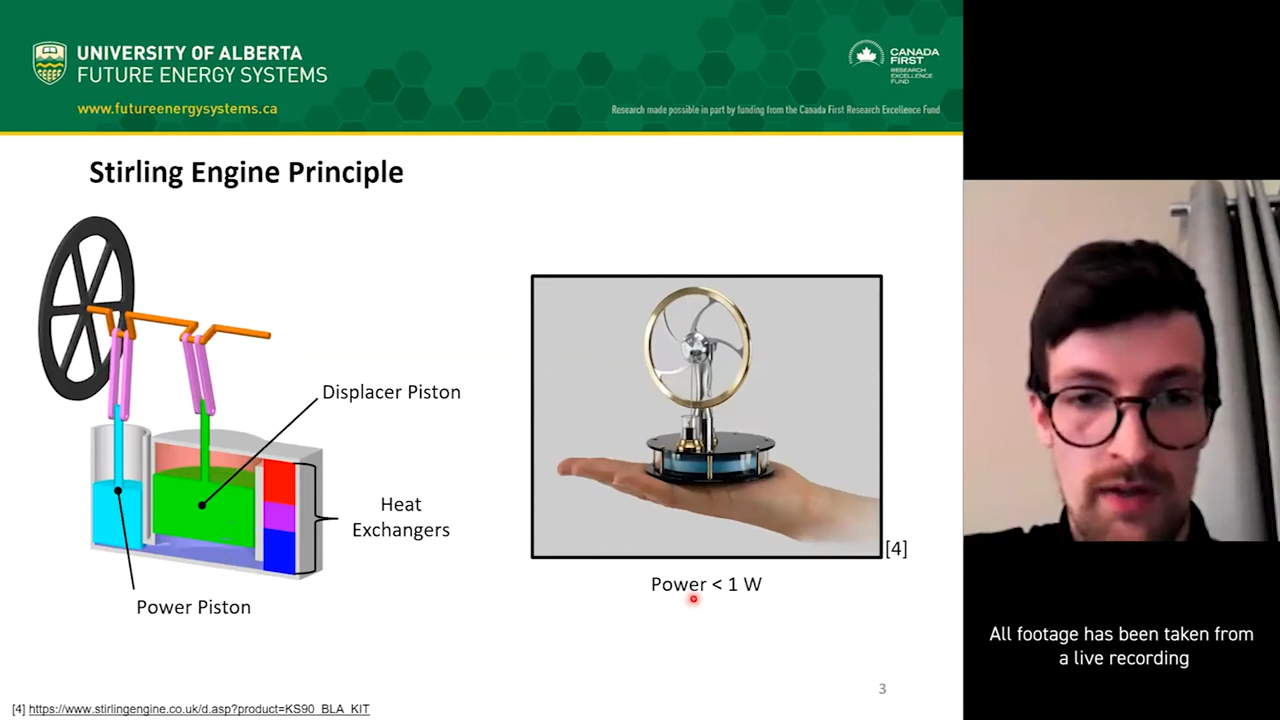 UNIVERSITY OF ALBERTA
FUTURE ENERGY SYSTEMS
www.futureenergysystems.ca
CANADA
FIRST
RESEARCH
EXCELLENCE
FUND
Research made possible in part by funding from the Canada First Research Excellence Fund
Stirling Engine Principle
Displacer Piston
Heat
Exchangers
Power Piston
[4]
Power < 1 W
3
[4] https://www.stirlingengine.co.uk/d.asp?product=KS90_BLA_KIT
All footage has been taken from
a live recording